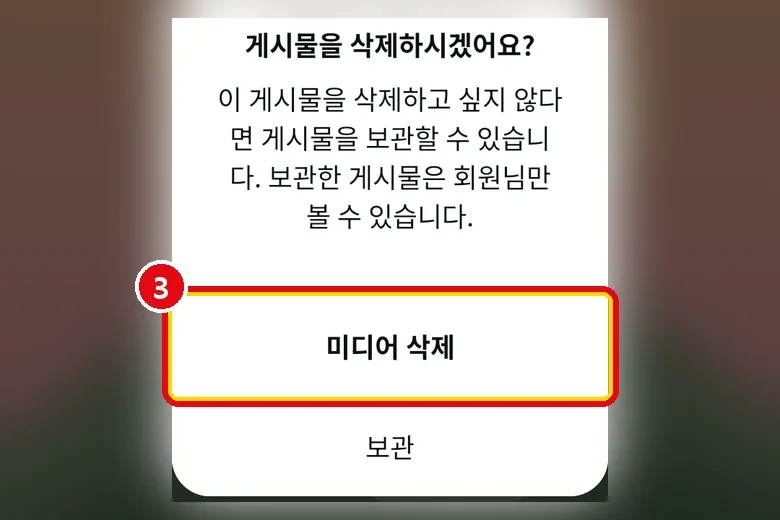 게시물을 삭제하시겠어요?
이 게시물을 삭제하고 싶지 않다
면 게시물을 보관할 수 있습니
다. 보관한 게시물은 회원님만
볼 수 있습니다.
3
미디어 삭제
보관